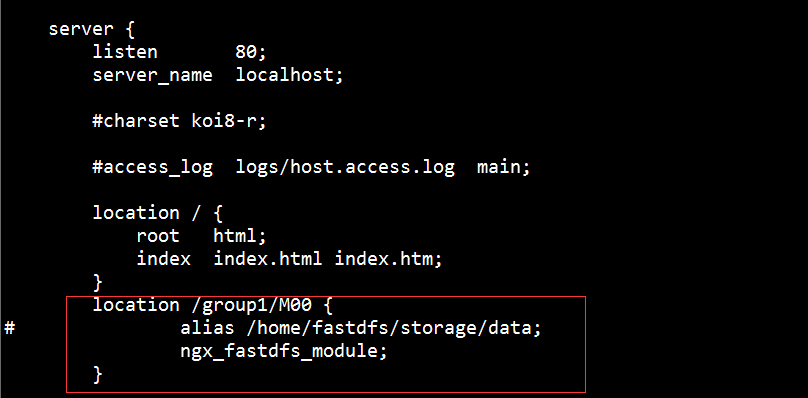 server {
listen 80;
server_name localhost;
#charset koi8-r;
#access_log logs/host.access.log main;
location / {
root html;
index index.html index.htm;
}
location /group1/M00 {
# alias /home/fastdfs/storage/data;
ngx_fastdfs_module;
}